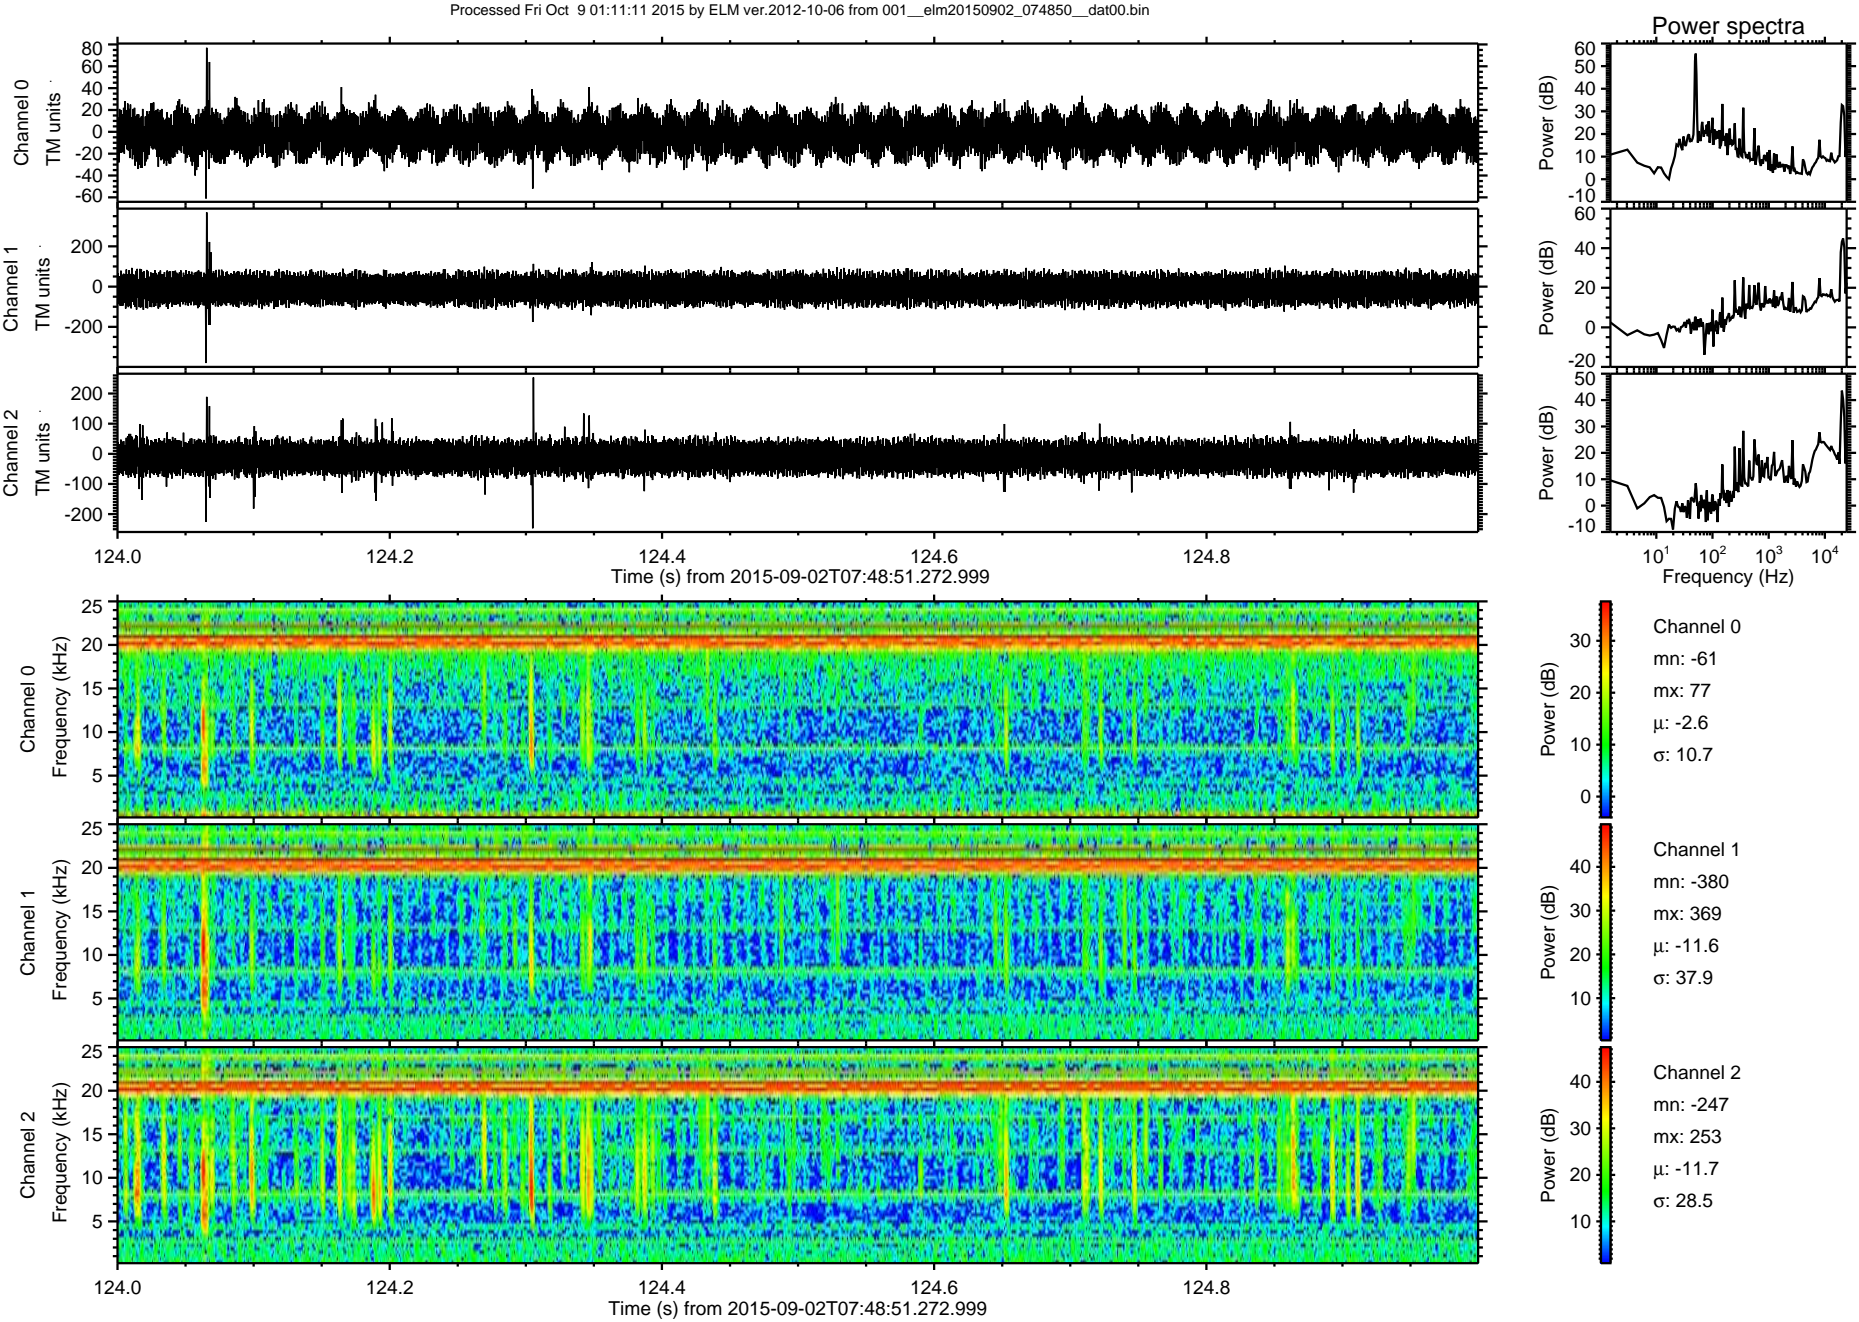 Processed Fri Oct  9 01:11:11 2015 by ELM ver.2012-10-06 from 001__elm20150902_074850__dat00.bin
Power spectra
Channel 0
TM units
80
60
40
20
0
-20
-40
-60
Power (dB)
60
50
40
30
20
10
0
-10
Channel 1
TM units
200
0
-200
Power (dB)
60
40
20
0
-20
Channel 2
TM units
200
100
0
-100
-200
Power (dB)
50
40
30
20
10
0
-10
124.0 124.2 124.4 124.6 124.8
Time (s) from 2015-09-02T07:48:51.272.999
10¹ 10² 10³ 10⁴
Frequency (Hz)
Channel 0
Frequency (kHz)
25
20
15
10
5
Power (dB)
30
20
10
0
Channel 0
mn: -61
mx: 77
μ: -2.6
σ: 10.7
Channel 1
Frequency (kHz)
25
20
15
10
5
Power (dB)
40
30
20
10
Channel 1
mn: -380
mx: 369
μ: -11.6
σ: 37.9
Channel 2
Frequency (kHz)
25
20
15
10
5
Power (dB)
40
30
20
10
Channel 2
mn: -247
mx: 253
μ: -11.7
σ: 28.5
124.0 124.2 124.4 124.6 124.8
Time (s) from 2015-09-02T07:48:51.272.999